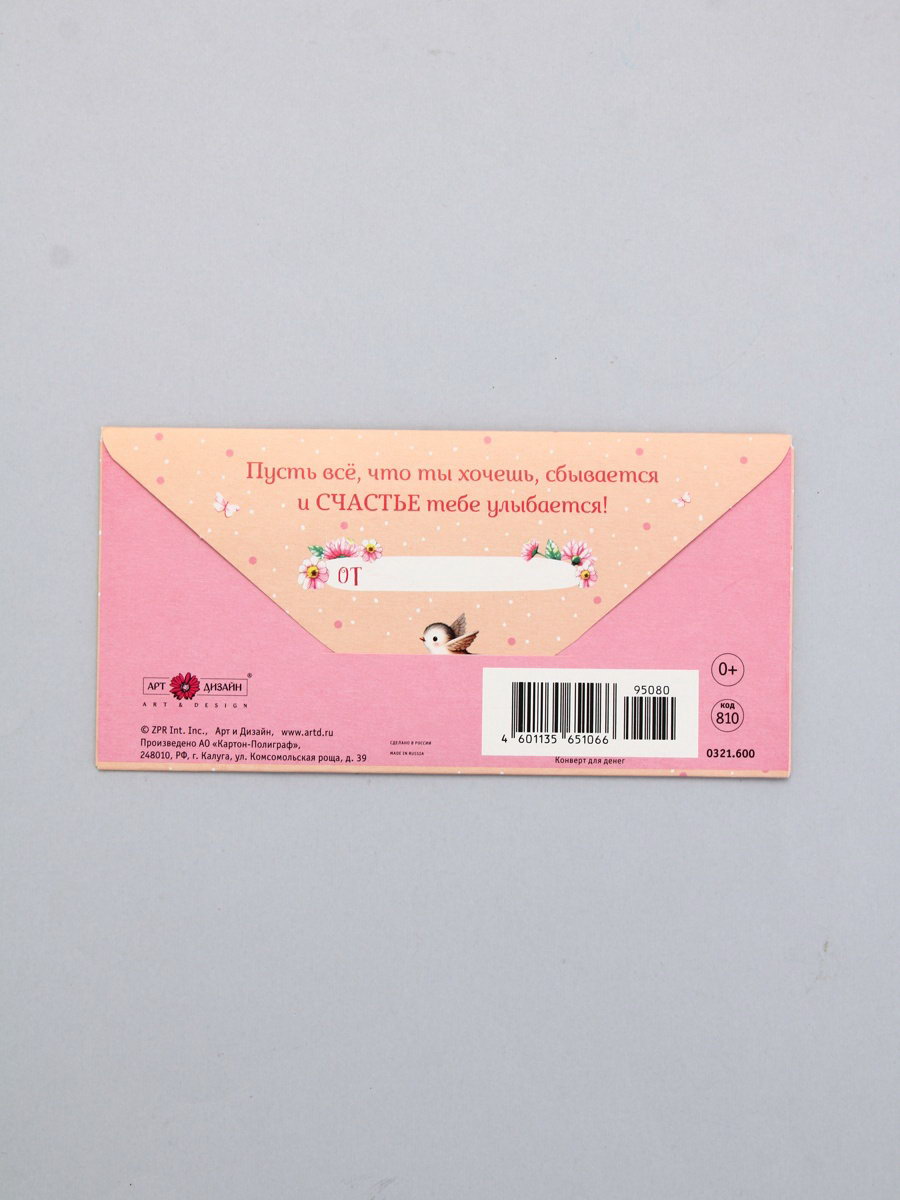 Пусть всё, что ты хочешь, сбывается
и СЧАСТЬЕ тебе улыбается!
ОТ
АРТ ДИЗАЙН®
ART & DESIGN
© ZPR Int. Inc., Арт и Дизайн, www.artd.ru
Произведено АО «Картон-Полиграф»,
248010, РФ, г. Калуга, ул. Комсомольская роща, д. 39
СДЕЛАНО В РОССИИ
MADE IN RUSSIA
95080
4 601135 651066
Конверт для денег
0+
код
810
0321.600